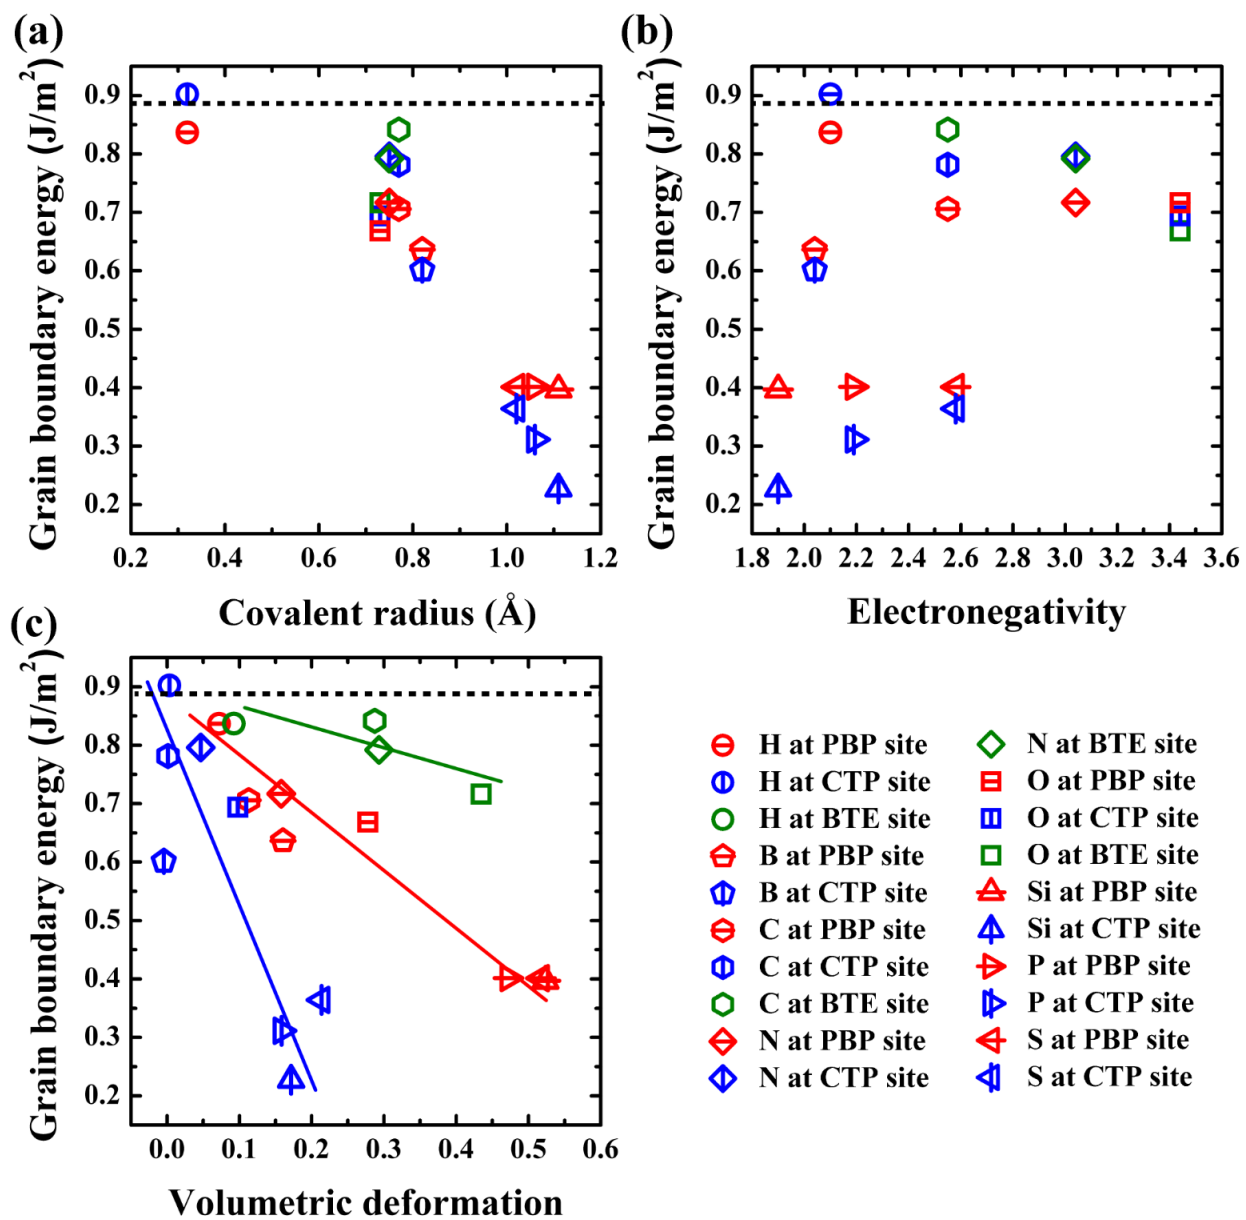 (a)
Grain boundary energy (J/m²)
0.9
0.8
0.7
0.6
0.5
0.4
0.3
0.2
0.2 0.4 0.6 0.8 1.0 1.2
Covalent radius (Å)
(b)
Grain boundary energy (J/m²)
0.9
0.8
0.7
0.6
0.5
0.4
0.3
0.2
1.8 2.0 2.2 2.4 2.6 2.8 3.0 3.2 3.4 3.6
Electronegativity
(c)
Grain boundary energy (J/m²)
0.9
0.8
0.7
0.6
0.5
0.4
0.3
0.2
0.0 0.1 0.2 0.3 0.4 0.5 0.6
Volumetric deformation
H at PBP site
H at CTP site
H at BTE site
B at PBP site
B at CTP site
C at PBP site
C at CTP site
C at BTE site
N at PBP site
N at CTP site
N at BTE site
O at PBP site
O at CTP site
O at BTE site
Si at PBP site
Si at CTP site
P at PBP site
P at CTP site
S at PBP site
S at CTP site